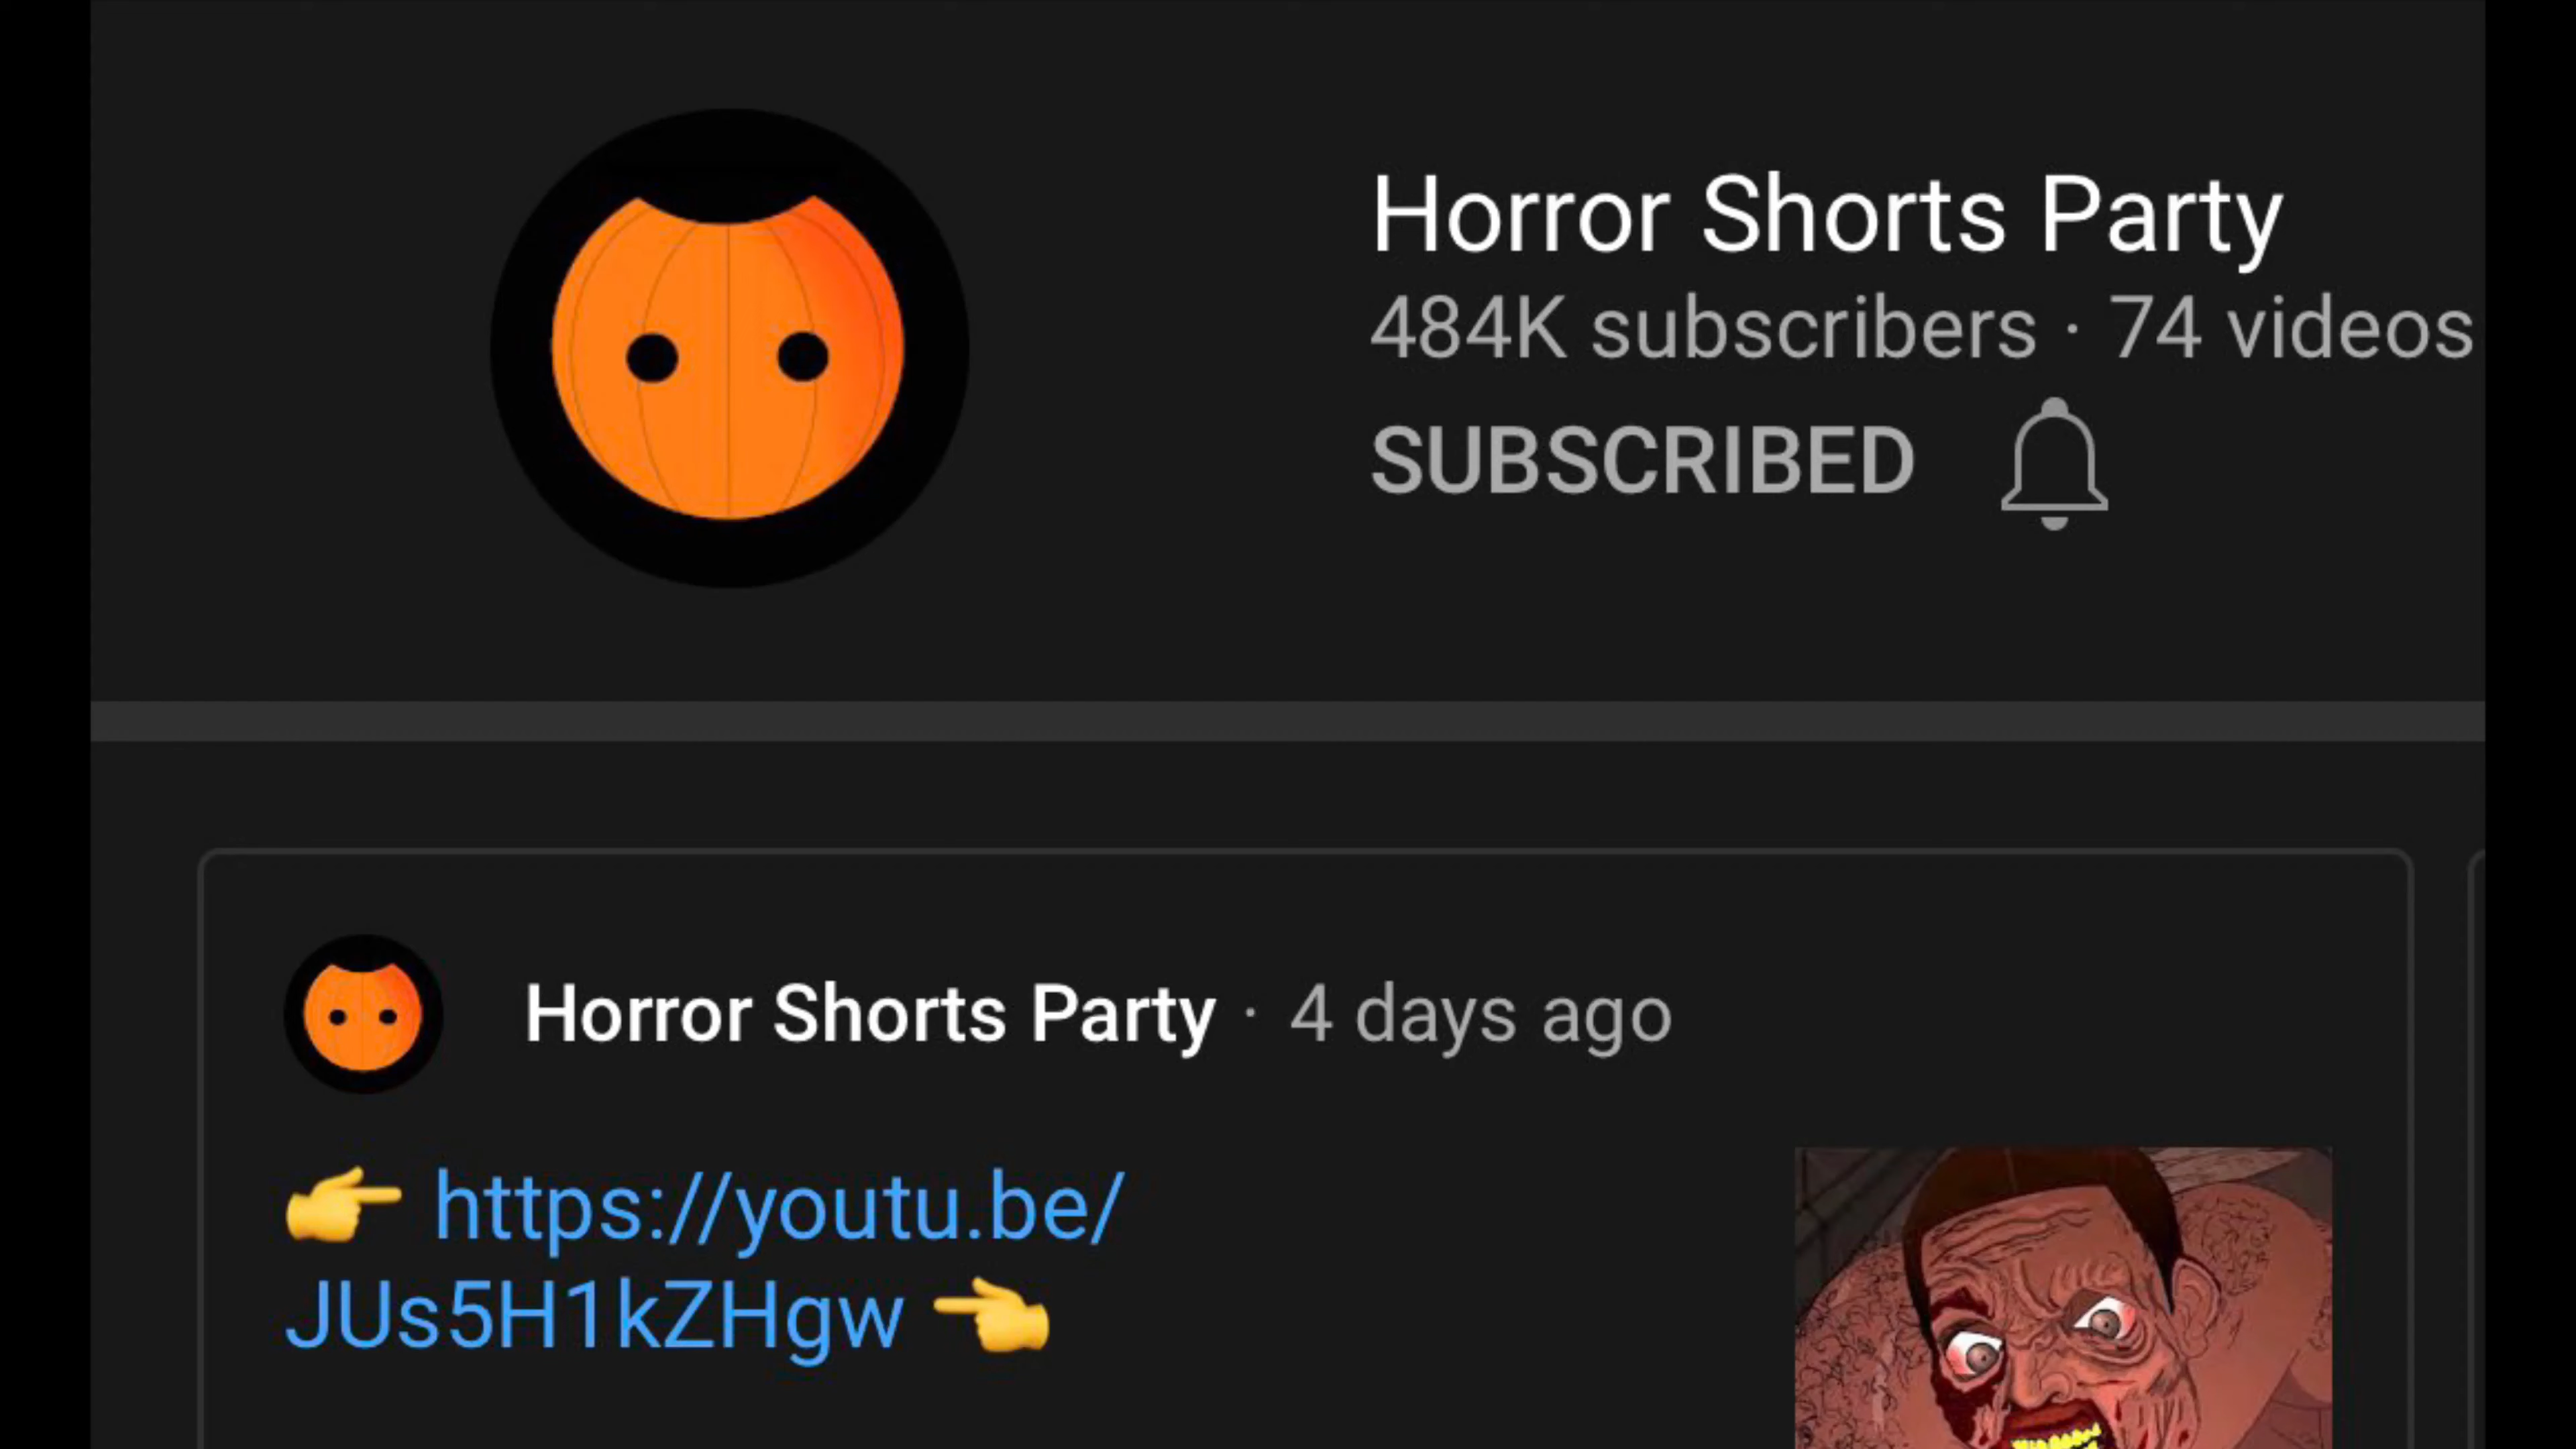 Horror Shorts Party
484K subscribers · 74 videos
SUBSCRIBED
Horror Shorts Party · 4 days ago
👉 https://youtu.be/
JUs5H1kZHgw 👈